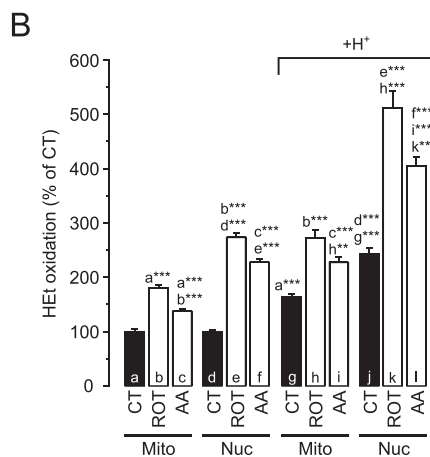 B
+H⁺
HEt oxidation (% of CT)
600
500
400
300
200
100
0
a***
a***
b***
b***
d***
c***
e***
a***
b***
c***
h**
d***
g***
e***
h***
f***
i***
k**
a b c d e f g h i j k l
CT ROT AA CT ROT AA CT ROT AA CT ROT AA
Mito Nuc Mito Nuc